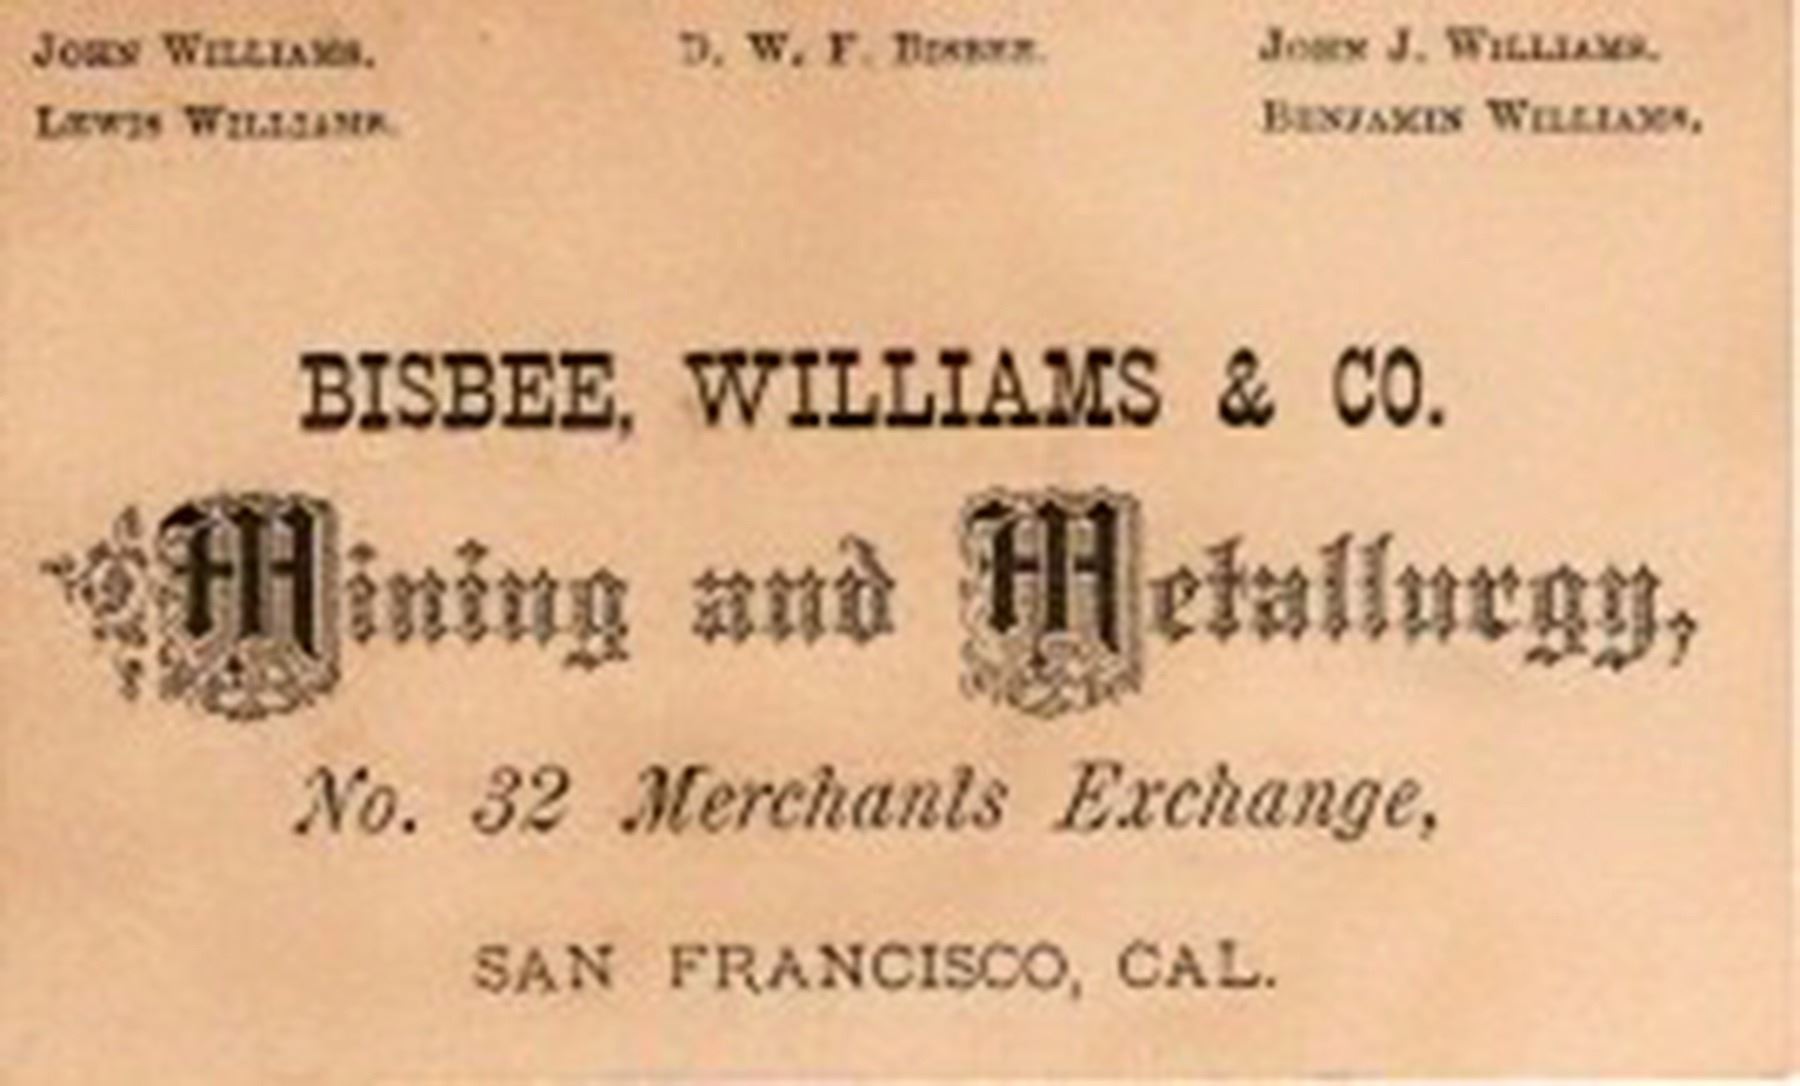 JOHN WILLIAMS. D. W. F. BISBEE. JOHN J. WILLIAMS.
LEWIS WILLIAMS. BENJAMIN WILLIAMS.
BISBEE, WILLIAMS & CO.
Mining and Metallurgy,
No. 32 Merchants Exchange,
SAN FRANCISCO, CAL.